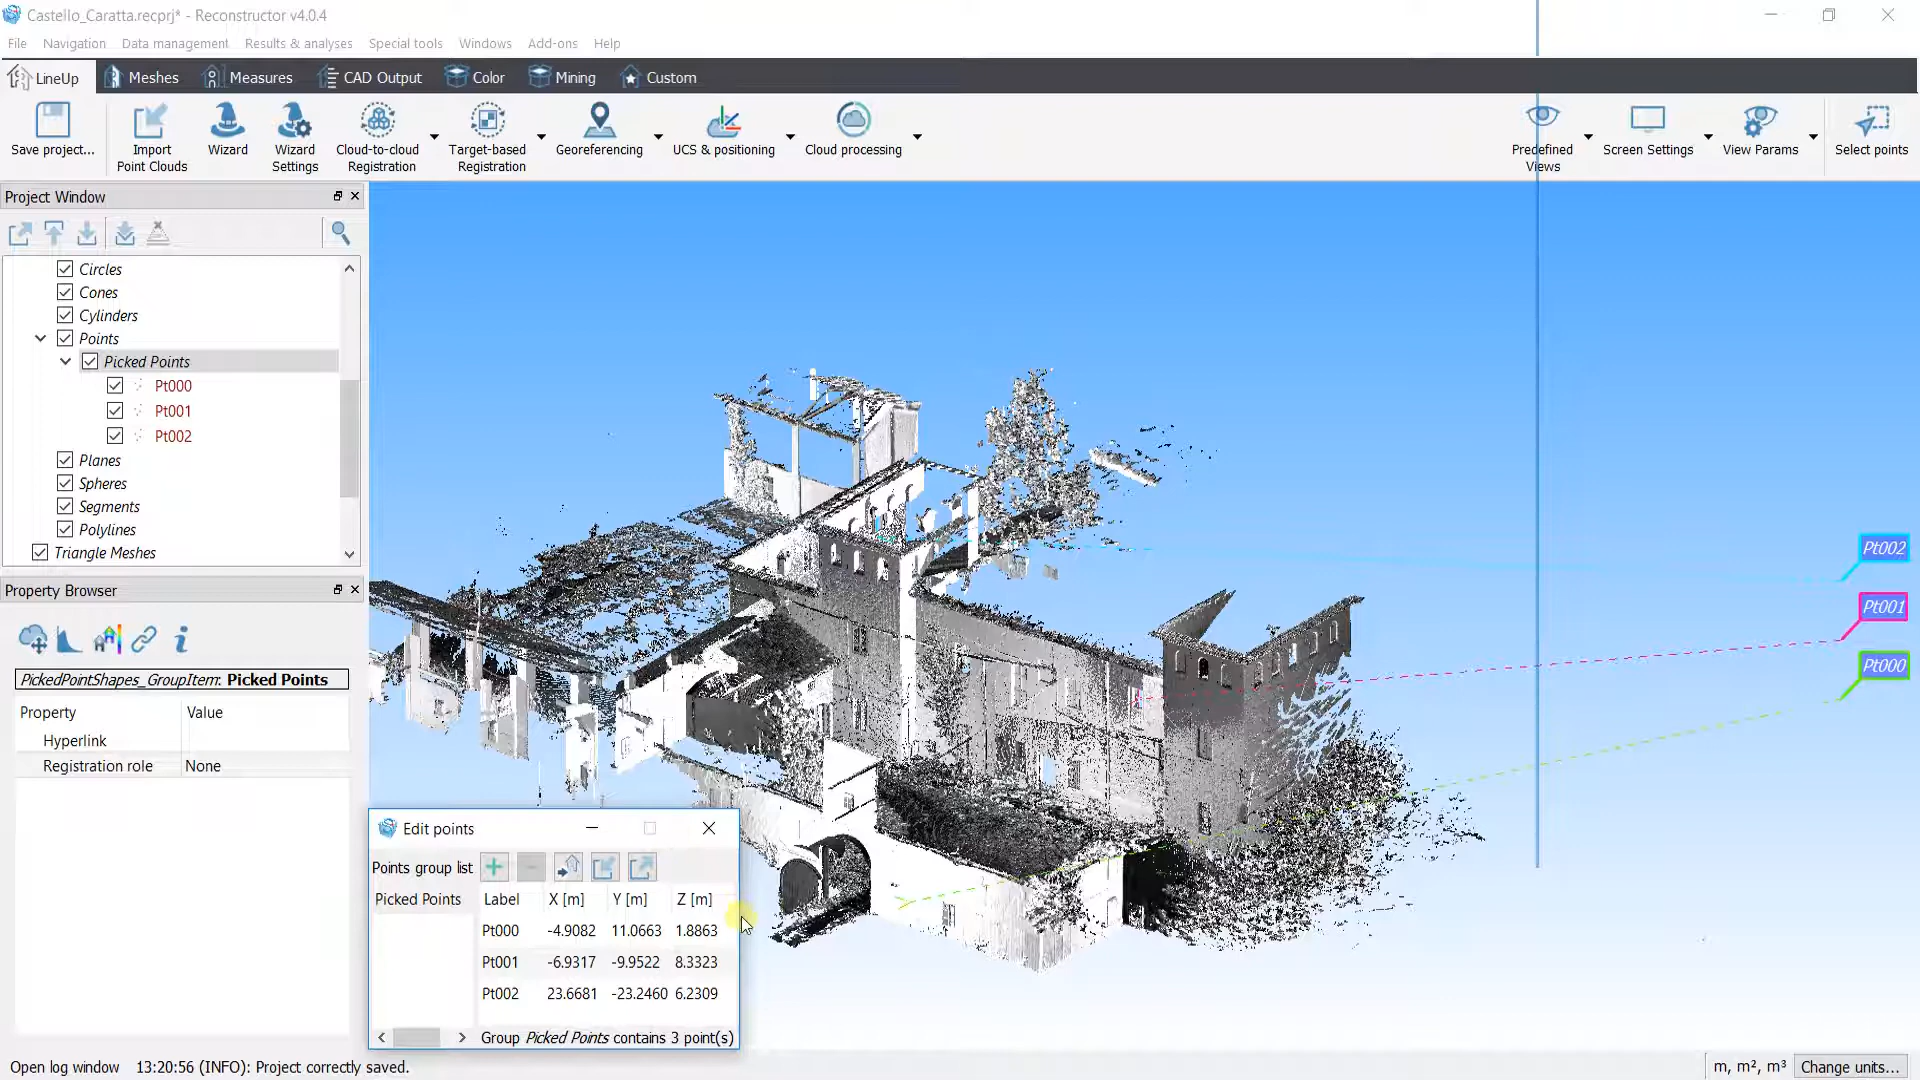 Castello_Caratta.recprj* - Reconstructor v4.0.4
File Navigation Data management Results & analyses Special tools Windows Add-ons Help
LineUp Meshes Measures CAD Output Color Mining Custom
Save project... Import Point Clouds Wizard Wizard Settings Cloud-to-cloud Registration Target-based Registration Georeferencing UCS & positioning Cloud processing Predefined Views Screen Settings View Params Select points
Project Window
Circles
Cones
Cylinders
Points
Picked Points
Pt000
Pt001
Pt002
Planes
Spheres
Segments
Polylines
Triangle Meshes
Property Browser
PickedPointShapes_GroupItem: Picked Points
Property Value
Hyperlink
Registration role None
Pt002
Pt001
Pt000
Edit points
Points group list
Picked Points
Label X [m] Y [m] Z [m]
Pt000 -4.9082 11.0663 1.8863
Pt001 -6.9317 -9.9522 8.3323
Pt002 23.6681 -23.2460 6.2309
Group Picked Points contains 3 point(s)
Open log window 13:20:56 (INFO): Project correctly saved.
m, m², m³ Change units...